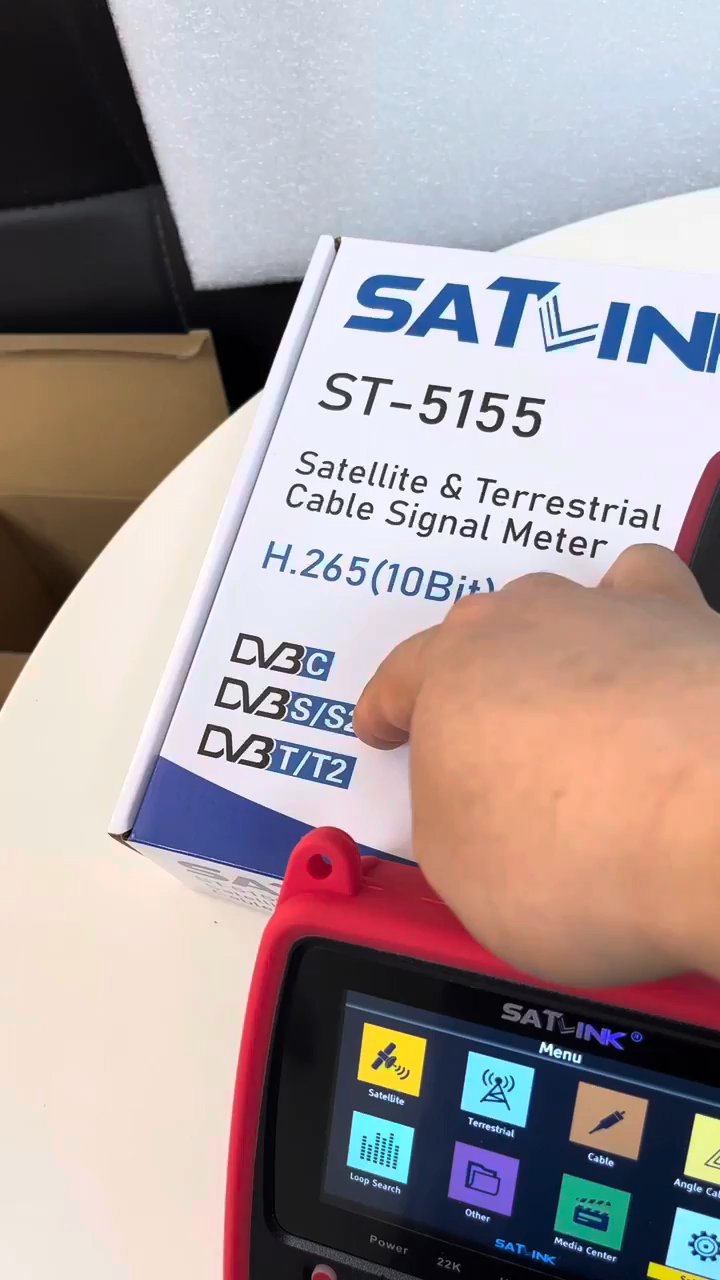 SATLINK
ST-5155
Satellite & Terrestrial
Cable Signal Meter
H.265(10Bit)
DVB C
DVB S/S2
DVB T/T2
SATLINK®
Menu
Satellite
Terrestrial
Cable
Angle
Loop Search
Other
Media Center
SATLINK
Power
22K